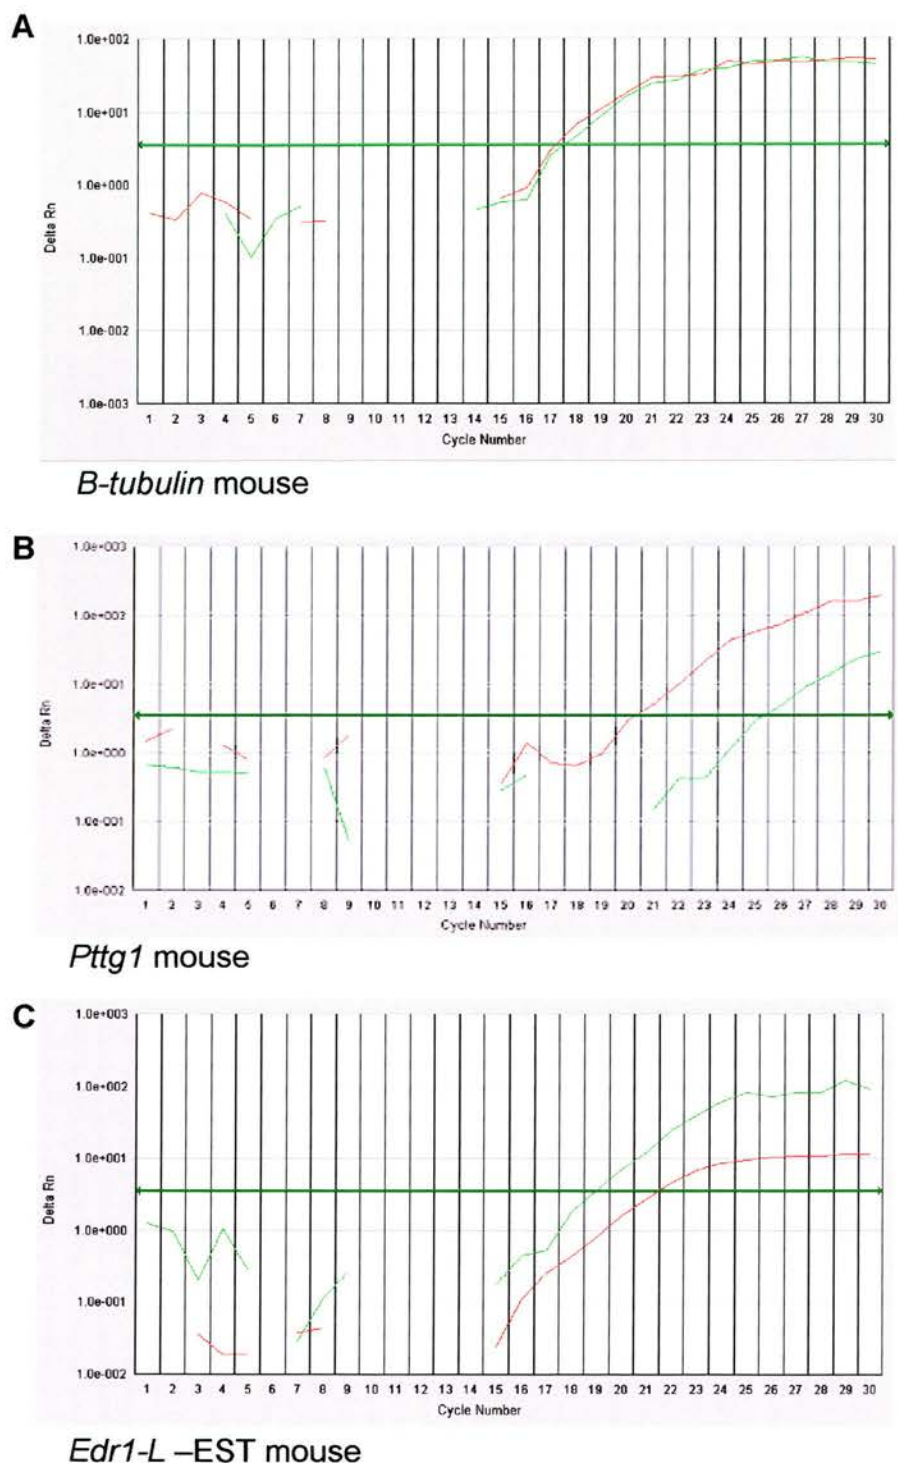 A
1.0e+002
1.0e+001
1.0e+000
1.0e-001
1.0e-002
1.0e-003
Delta Rn
1 2 3 4 5 6 7 8 9 10 11 12 13 14 15 16 17 18 19 20 21 22 23 24 25 26 27 28 29 30
Cycle Number
B-tubulin mouse
B
1.0e+003
1.0e+002
1.0e+001
1.0e+000
1.0e-001
1.0e-002
Delta Rn
1 2 3 4 5 6 7 8 9 10 11 12 13 14 15 16 17 18 19 20 21 22 23 24 25 26 27 28 29 30
Cycle Number
Pttg1 mouse
C
1.0e+003
1.0e+002
1.0e+001
1.0e+000
1.0e-001
1.0e-002
Delta Rn
1 2 3 4 5 6 7 8 9 10 11 12 13 14 15 16 17 18 19 20 21 22 23 24 25 26 27 28 29 30
Cycle Number
Edr1-L –EST mouse